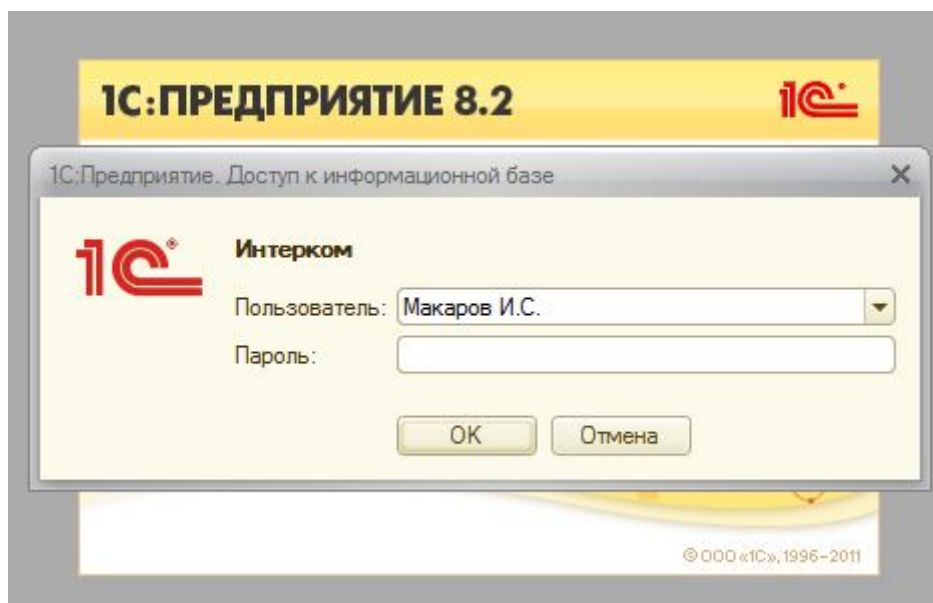 1С:ПРЕДПРИЯТИЕ 8.2
1С
1С:Предприятие. Доступ к информационной базе
1С
Интерком
Пользователь: Макаров И.С.
Пароль:
OK Отмена
© ООО «1С», 1996–2011